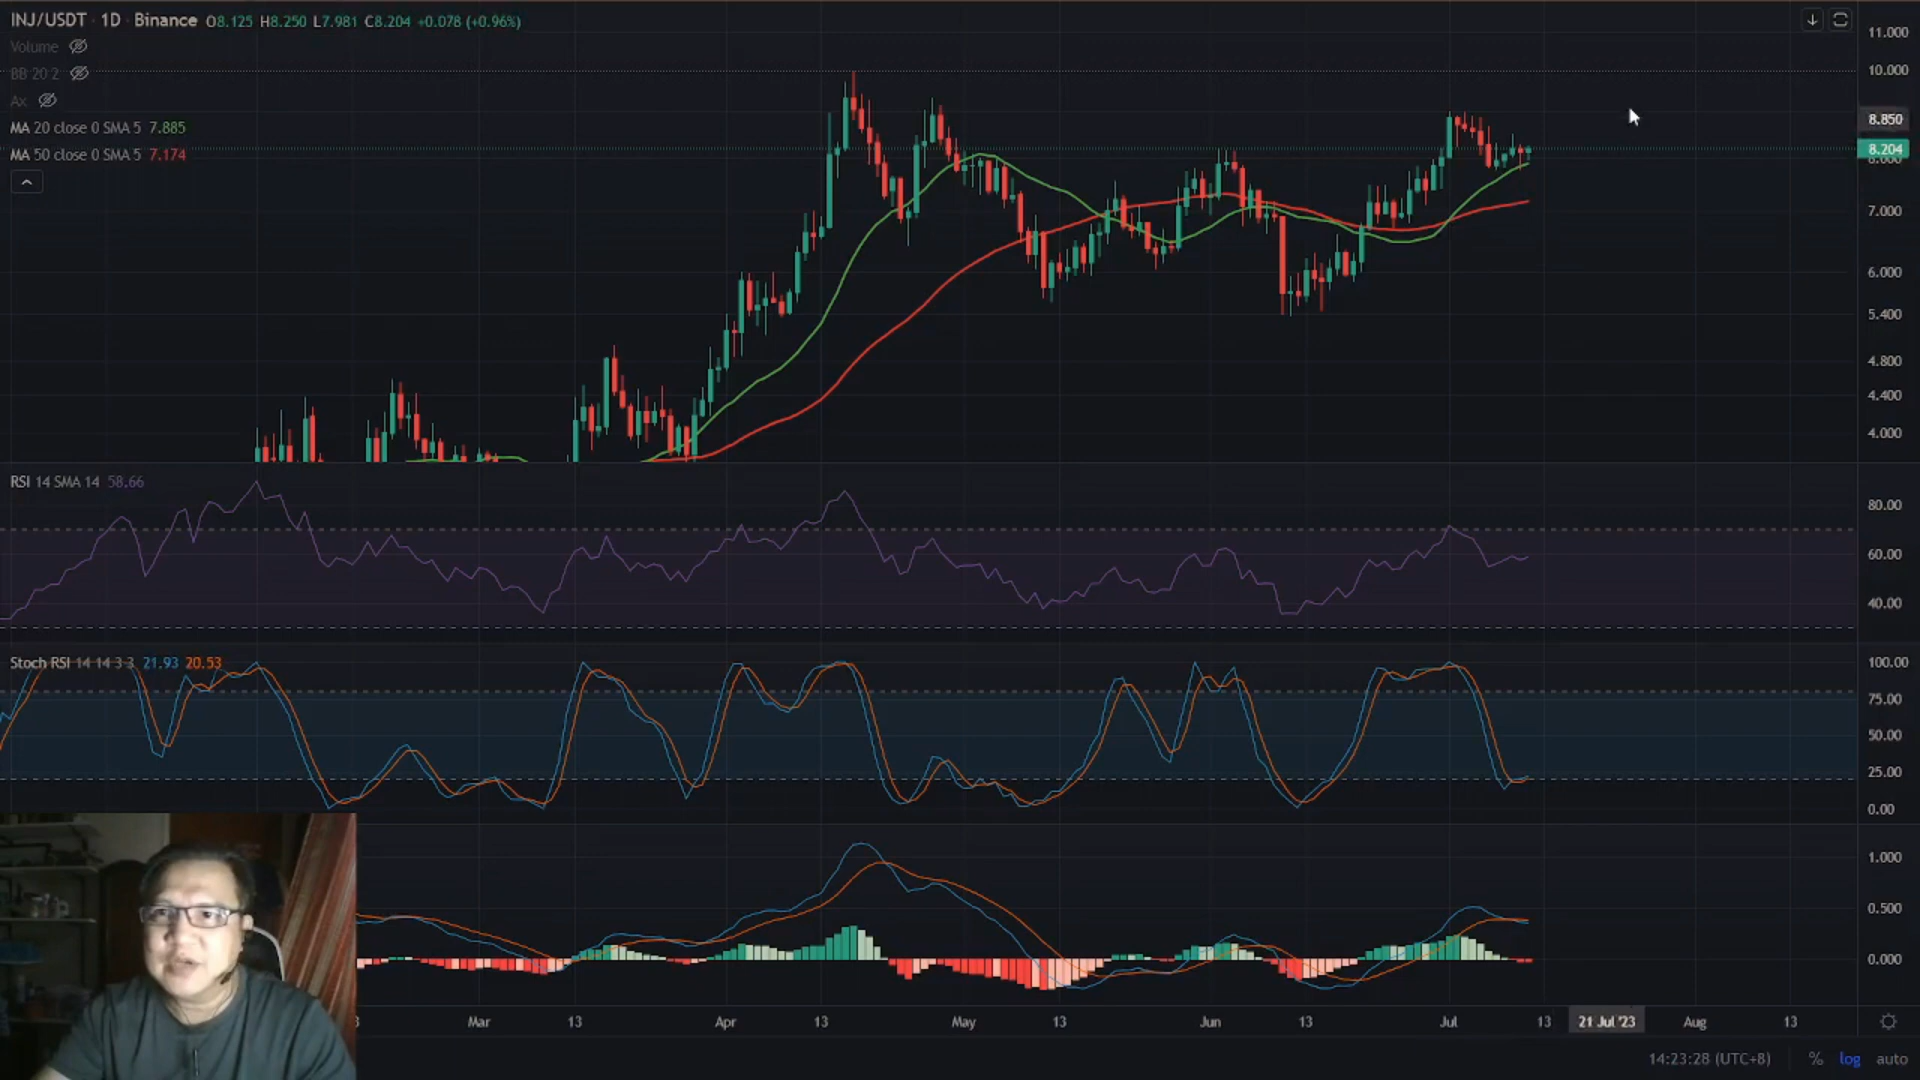 INJ/USDT · 1D · Binance O8.125 H8.250 L7.981 C8.204 +0.078 (+0.96%)
Volume
BB 20 2
Ax
MA 20 close 0 SMA 5 7.885
MA 50 close 0 SMA 5 7.174
11.000
10.000
8.850
8.204
8.000
7.000
6.000
5.400
4.800
4.400
4.000
RSI 14 SMA 14 58.66
80.00
60.00
40.00
Stoch RSI 14 14 3 3 21.93 20.53
100.00
75.00
50.00
25.00
0.00
1.000
0.500
0.000
3 Mar 13 Apr 13 May 13 Jun 13 Jul 13 21 Jul '23 Aug 13
14:23:28 (UTC+8) % log auto